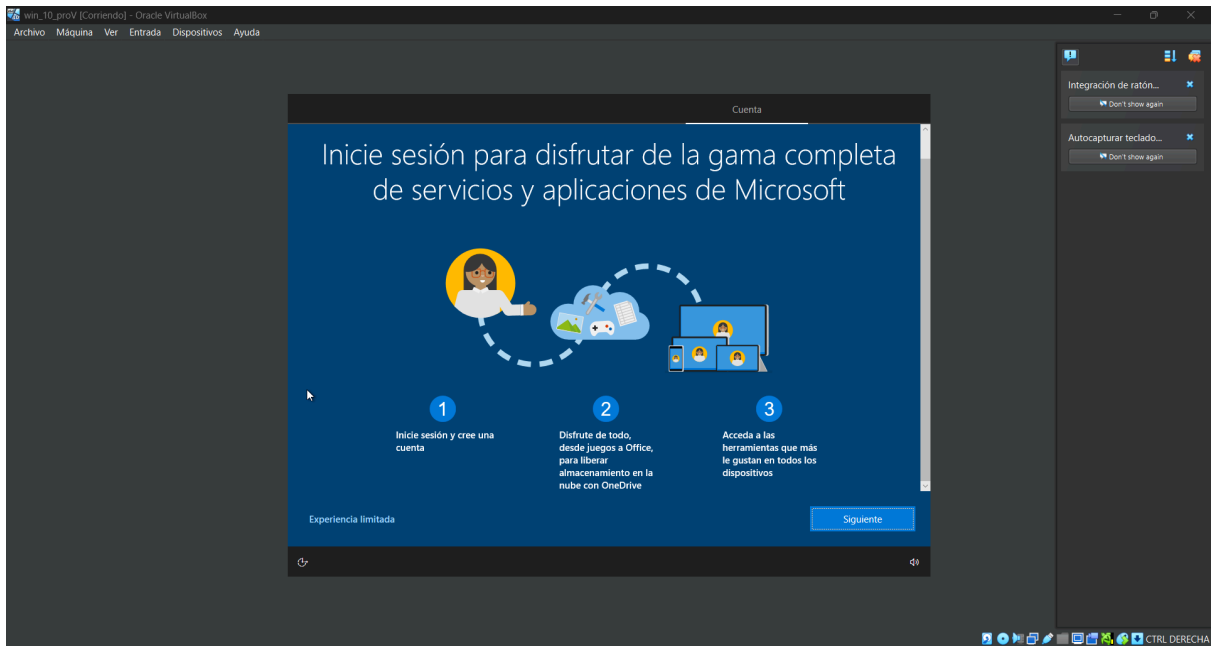 win_10_proV [Corriendo] - Oracle VirtualBox
Archivo Máquina Ver Entrada Dispositivos Ayuda
Integración de ratón...
Don't show again
Autocapturar teclado...
Don't show again
Cuenta
Inicie sesión para disfrutar de la gama completa
de servicios y aplicaciones de Microsoft
1
Inicie sesión y cree una
cuenta
2
Disfrute de todo,
desde juegos a Office,
para liberar
almacenamiento en la
nube con OneDrive
3
Acceda a las
herramientas que más
le gustan en todos los
dispositivos
Experiencia limitada
Siguiente
CTRL DERECHA